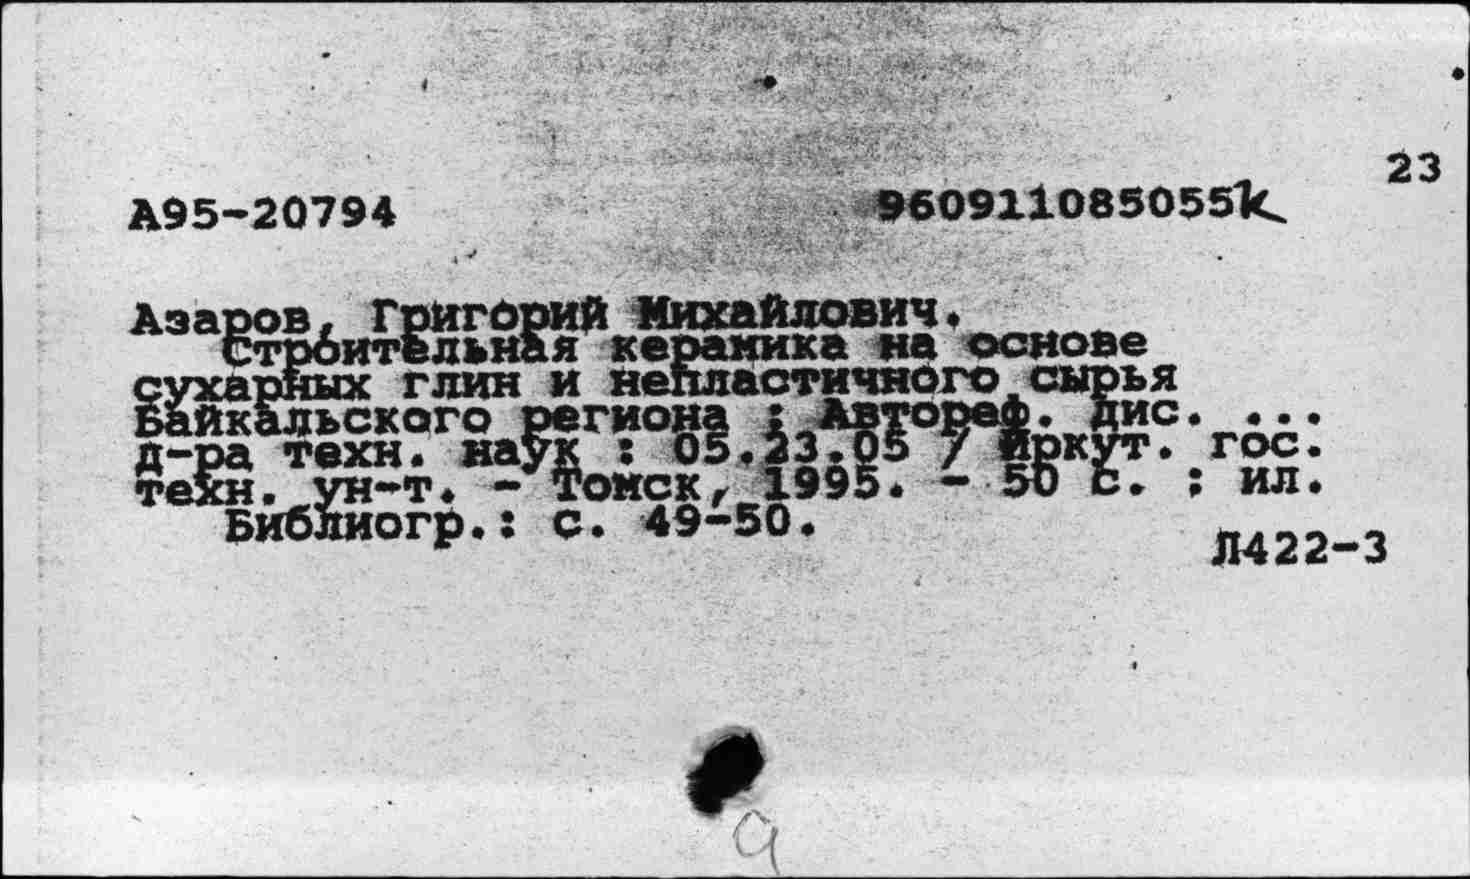 23
А95-20794
960911085055k
Азаров, Григорий Михайлович.
Строительная керамика на основе
сухарных глин и непластичного сырья
Байкальского региона : Автореф. дис. ...
д-ра техн. наук : 05.23.05 / Иркут. гос.
техн. ун-т. - Томск, 1995. - 50 с. : ил.
Библиогр.: с. 49-50.
Л422-3
9